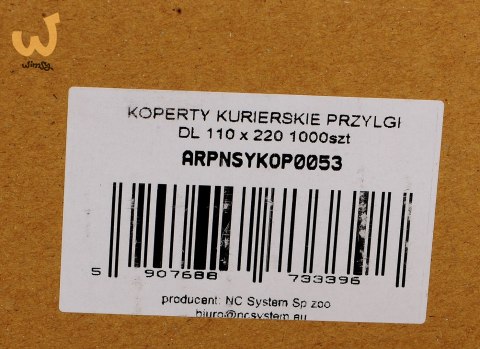 wimsy
KOPERTY KURIERSKIE PRZYLGI
DL 110 x 220 1000szt
ARPNSYKOP0053
5 907688 733396
producent: NC System Sp zoo
biuro@ncsystem.eu